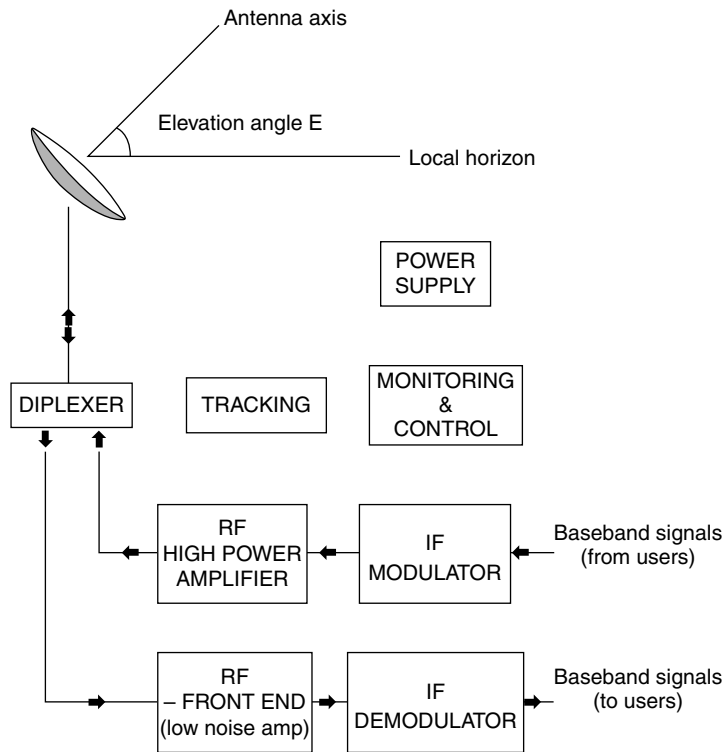 Antenna axis
Elevation angle E
Local horizon
POWER
SUPPLY
DIPLEXER
TRACKING
MONITORING
&
CONTROL
RF
HIGH POWER
AMPLIFIER
IF
MODULATOR
Baseband signals
(from users)
RF
– FRONT END
(low noise amp)
IF
DEMODULATOR
Baseband signals
(to users)